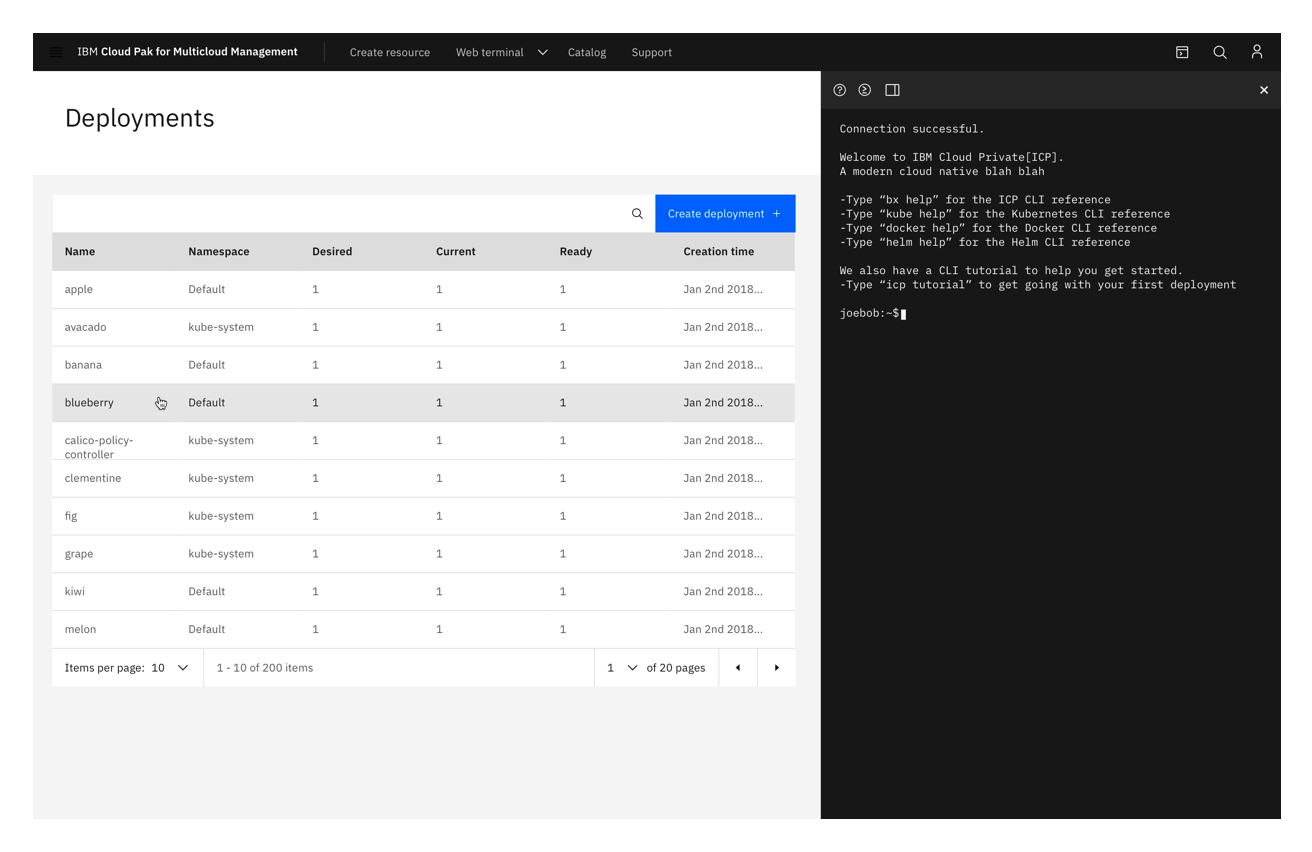 IBM Cloud Pak for Multicloud Management Create resource Web terminal Catalog Support
Deployments
Create deployment +
Name Namespace Desired Current Ready Creation time
apple Default 1 1 1 Jan 2nd 2018...
avacado kube-system 1 1 1 Jan 2nd 2018...
banana Default 1 1 1 Jan 2nd 2018...
blueberry Default 1 1 1 Jan 2nd 2018...
calico-policy- kube-system 1 1 1 Jan 2nd 2018...
controller
clementine kube-system 1 1 1 Jan 2nd 2018...
fig kube-system 1 1 1 Jan 2nd 2018...
grape kube-system 1 1 1 Jan 2nd 2018...
kiwi Default 1 1 1 Jan 2nd 2018...
melon Default 1 1 1 Jan 2nd 2018...
Items per page: 10 1 - 10 of 200 items 1 of 20 pages
Connection successful.
Welcome to IBM Cloud Private[ICP].
A modern cloud native blah blah
-Type “bx help” for the ICP CLI reference
-Type “kube help” for the Kubernetes CLI reference
-Type “docker help” for the Docker CLI reference
-Type “helm help” for the Helm CLI reference
We also have a CLI tutorial to help you get started.
-Type “icp tutorial” to get going with your first deployment
joebob:~$